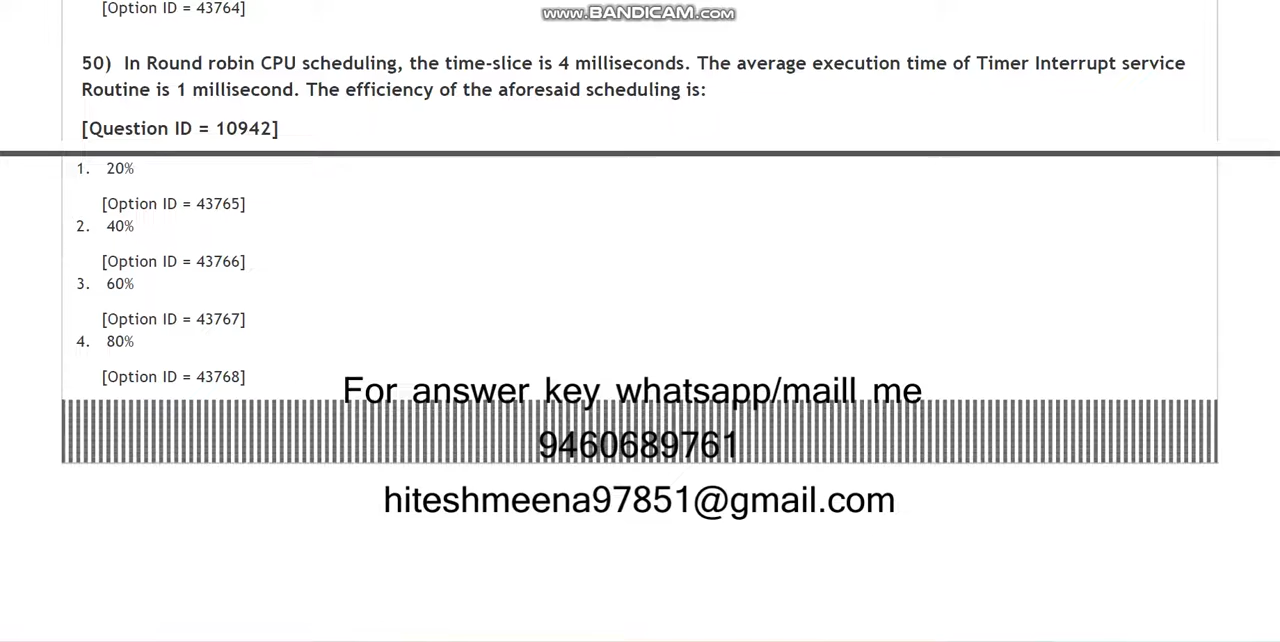 [Option ID = 43764]
www.BANDICAM.com
50) In Round robin CPU scheduling, the time-slice is 4 milliseconds. The average execution time of Timer Interrupt service
Routine is 1 millisecond. The efficiency of the aforesaid scheduling is:
[Question ID = 10942]
1. 20%
[Option ID = 43765]
2. 40%
[Option ID = 43766]
3. 60%
[Option ID = 43767]
4. 80%
[Option ID = 43768]
For answer key whatsapp/maill me
9460689761
hiteshmeena97851@gmail.com